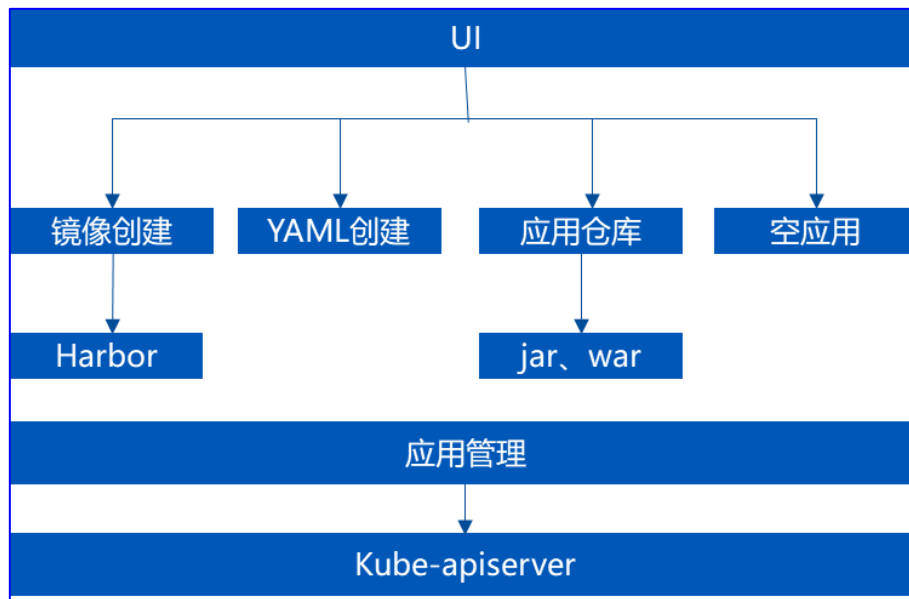 UI
镜像创建
YAML创建
应用仓库
空应用
Harbor
jar、war
应用管理
Kube-apiserver